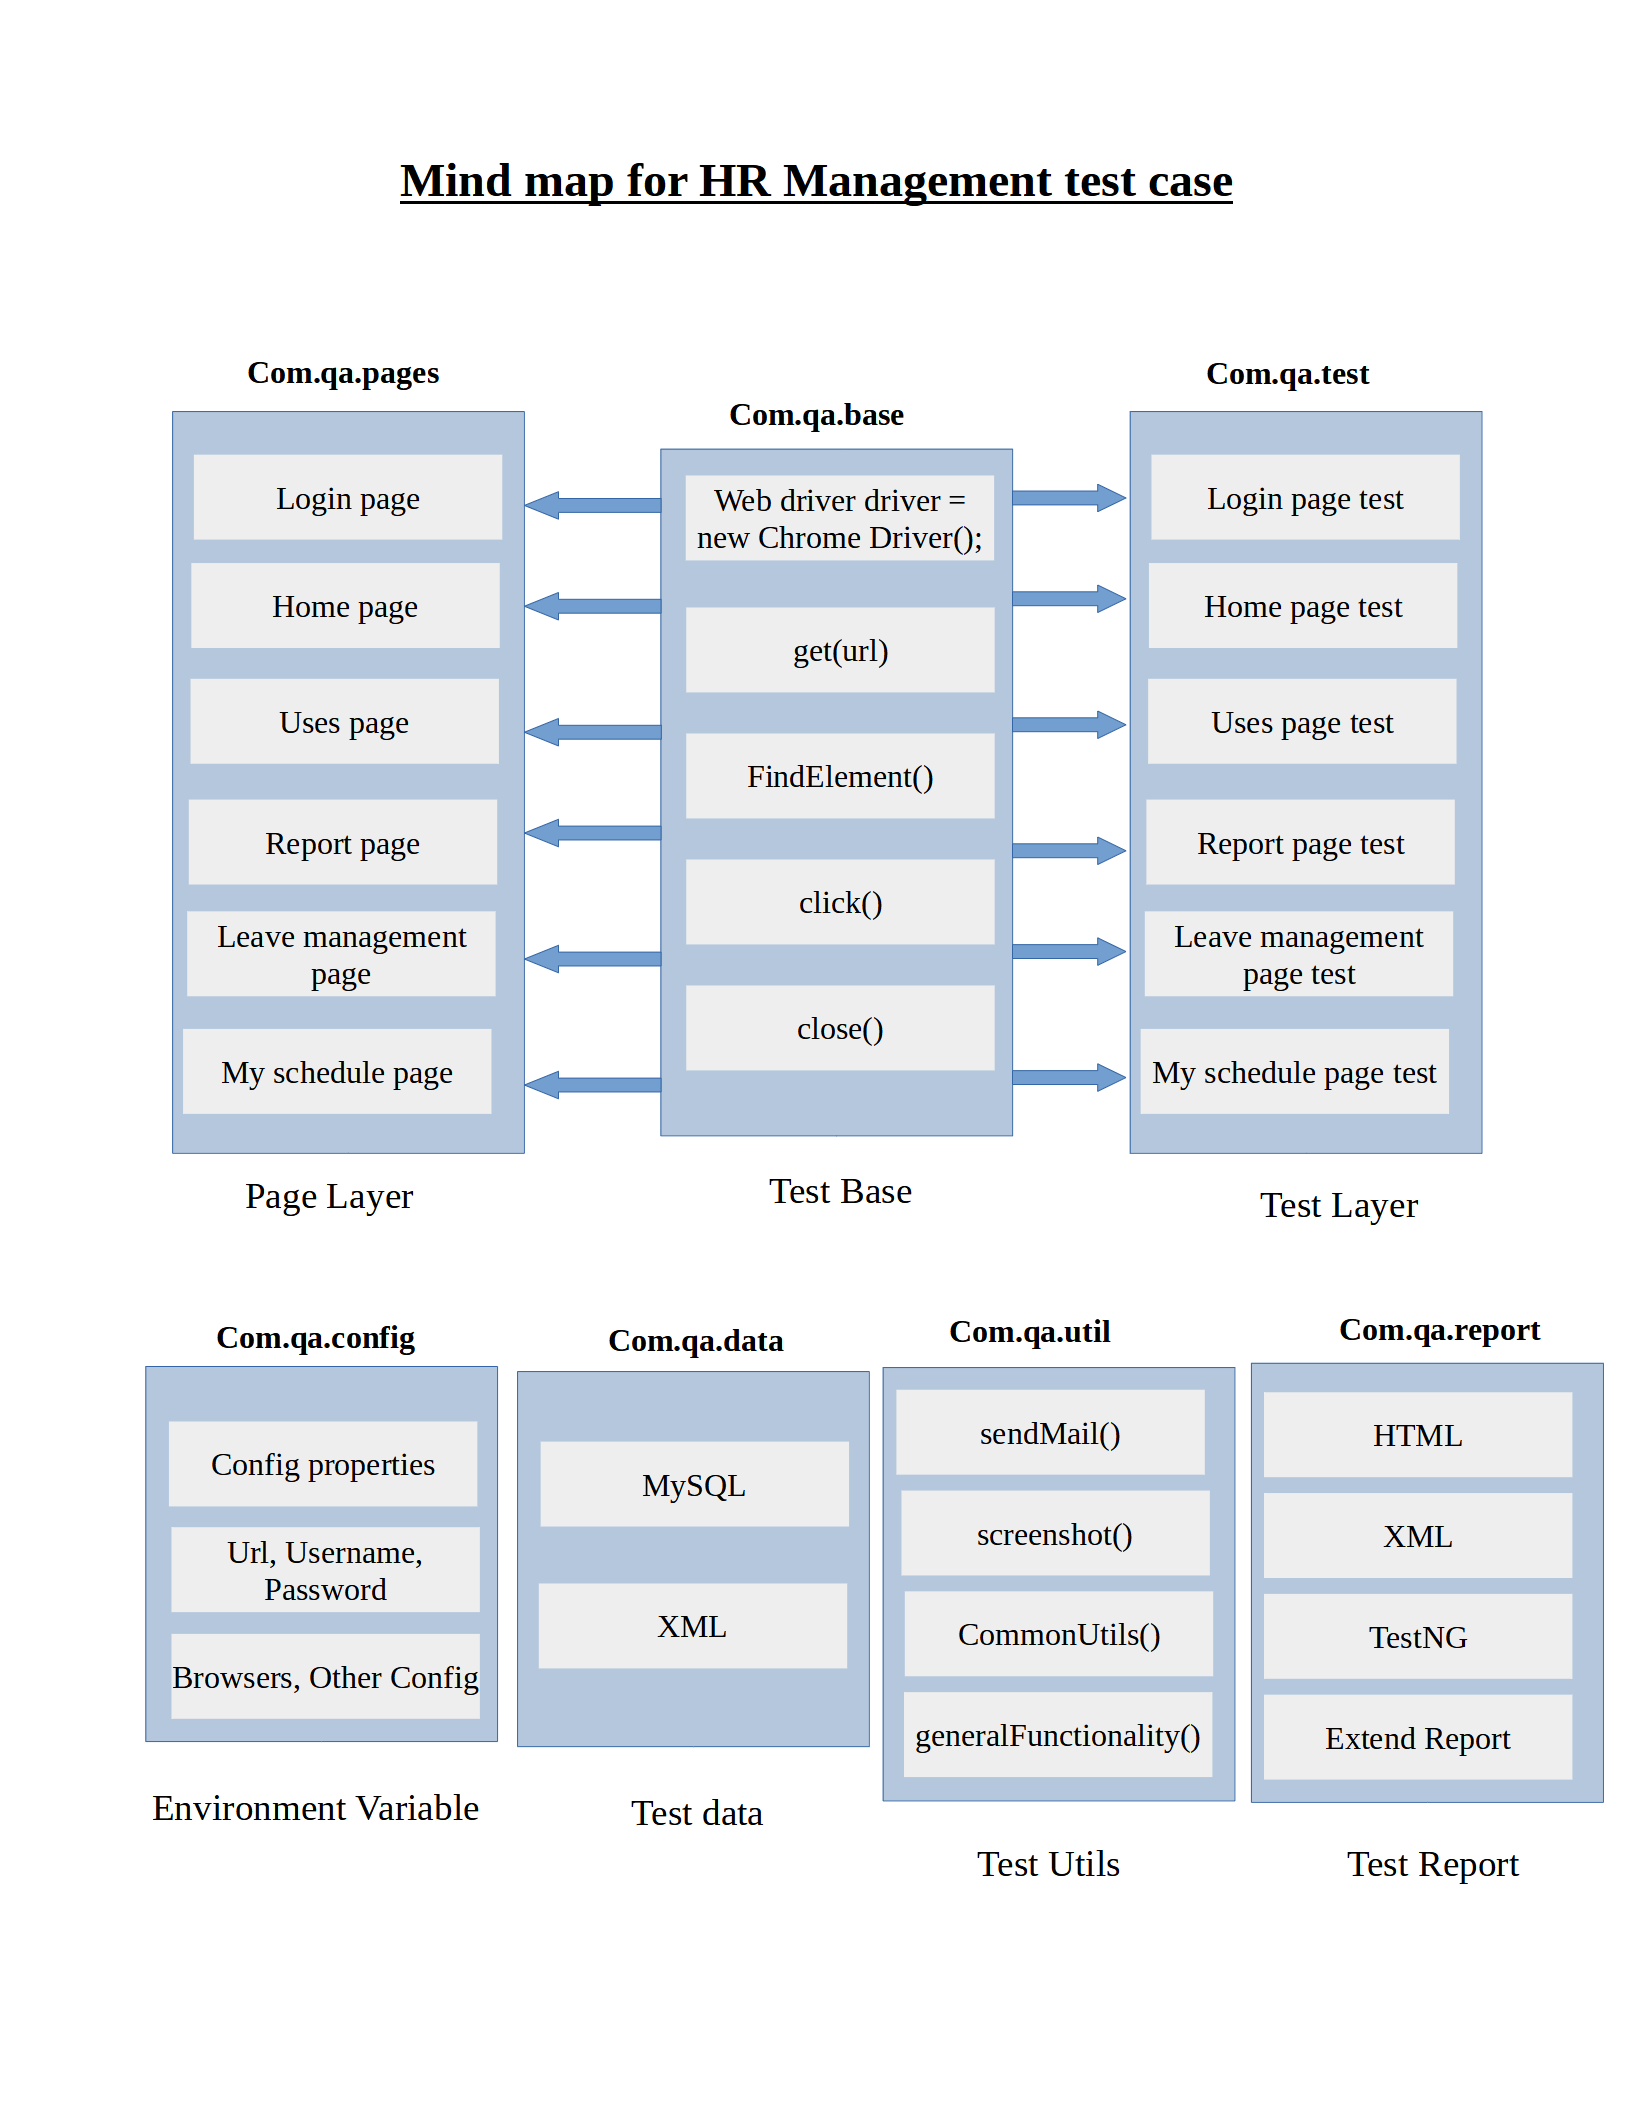 Mind map for HR Management test case
Com.qa.pages
Login page
Home page
Uses page
Report page
Leave management
page
My schedule page
Page Layer
Com.qa.base
Web driver driver =
new Chrome Driver();
get(url)
FindElement()
click()
close()
Test Base
Com.qa.test
Login page test
Home page test
Uses page test
Report page test
Leave management
page test
My schedule page test
Test Layer
Com.qa.config
Config properties
Url, Username,
Password
Browsers, Other Config
Environment Variable
Com.qa.data
MySQL
XML
Test data
Com.qa.util
sendMail()
screenshot()
CommonUtils()
generalFunctionality()
Test Utils
Com.qa.report
HTML
XML
TestNG
Extend Report
Test Report